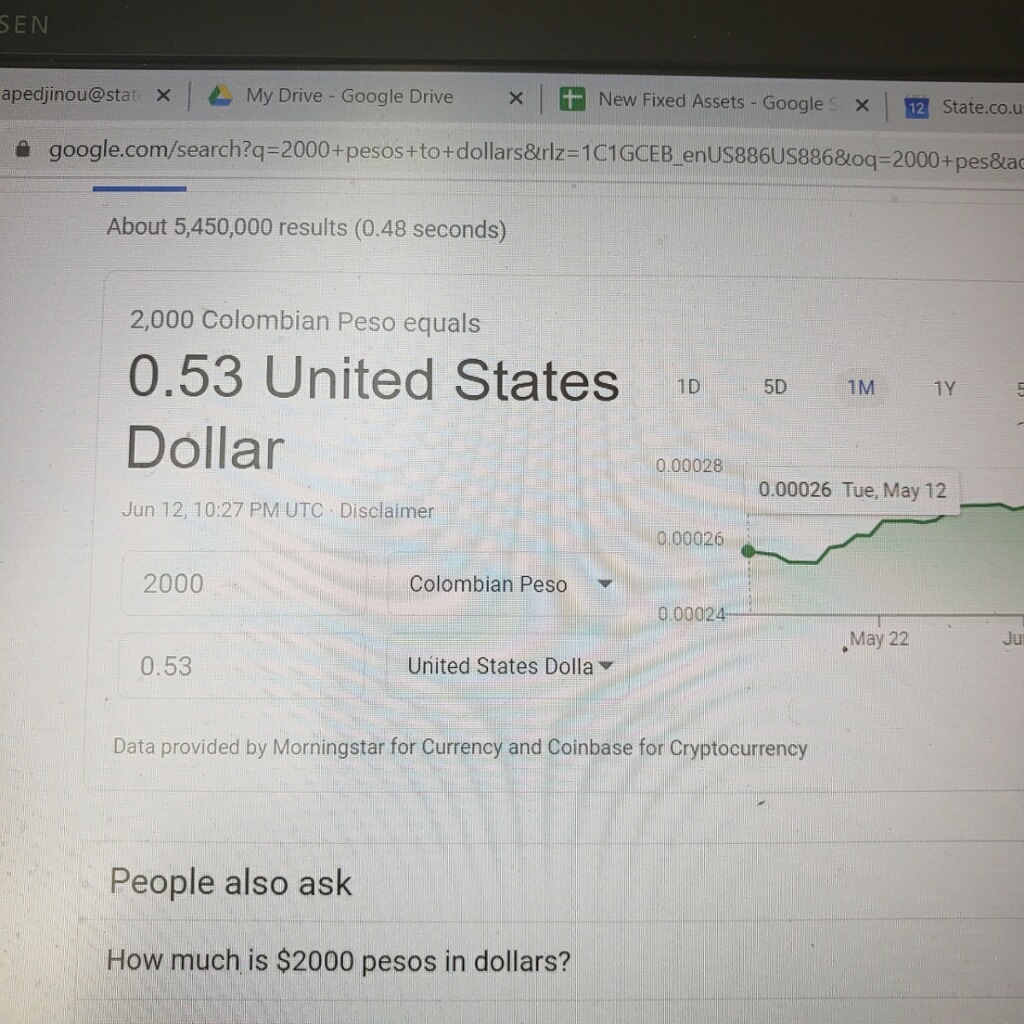 SEN
apedjinou@stat
My Drive - Google Drive
New Fixed Assets - Google S
12
State.co.u
google.com/search?q=2000+pesos+to+dollars&rlz=1C1GCEB_enUS886US886&oq=2000+pes&ac
About 5,450,000 results (0.48 seconds)
2,000 Colombian Peso equals
0.53 United States
Dollar
Jun 12, 10:27 PM UTC · Disclaimer
2000
Colombian Peso
0.53
United States Dolla
1D 5D 1M 1Y 5
0.00028
0.00026 Tue, May 12
0.00026
0.00024
May 22
Ju
Data provided by Morningstar for Currency and Coinbase for Cryptocurrency
People also ask
How much is $2000 pesos in dollars?